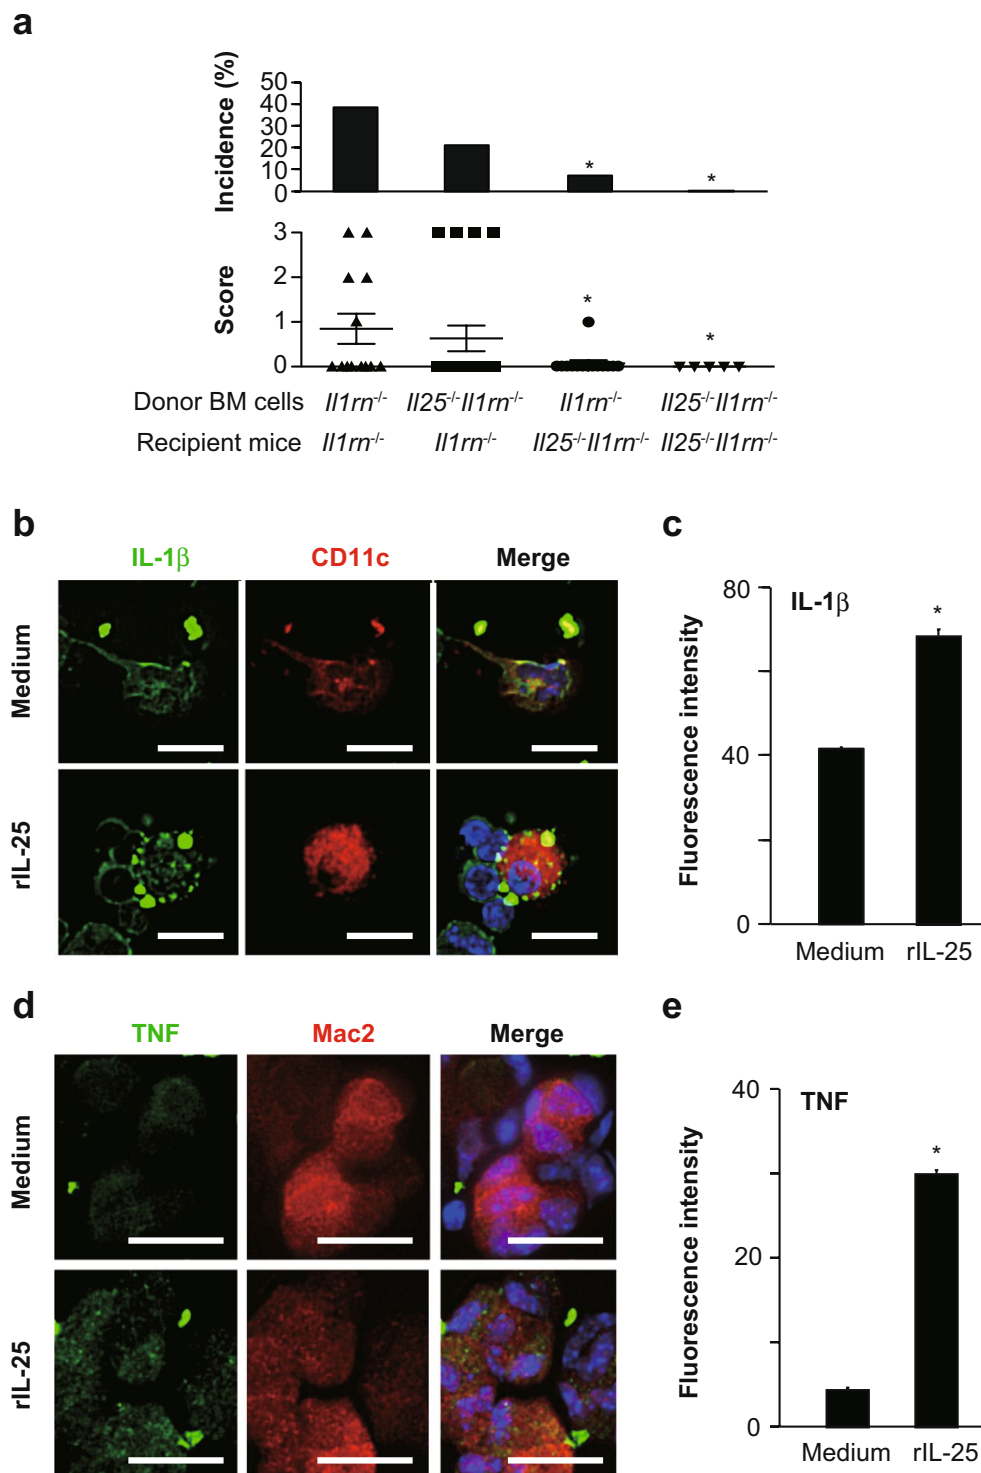 a
Incidence (%)
50
40
30
20
10
0
*
*
Score
3
2
1
0
*
*
Donor BM cells Il1rn-/- Il25-/-Il1rn-/- Il1rn-/- Il25-/-Il1rn-/-
Recipient mice Il1rn-/- Il1rn-/- Il25-/-Il1rn-/- Il25-/-Il1rn-/-
b
IL-1β CD11c Merge
Medium
rIL-25
c
Fluorescence intensity
80
40
0
IL-1β
*
Medium rIL-25
d
TNF Mac2 Merge
Medium
rIL-25
e
Fluorescence intensity
40
20
0
TNF
*
Medium rIL-25